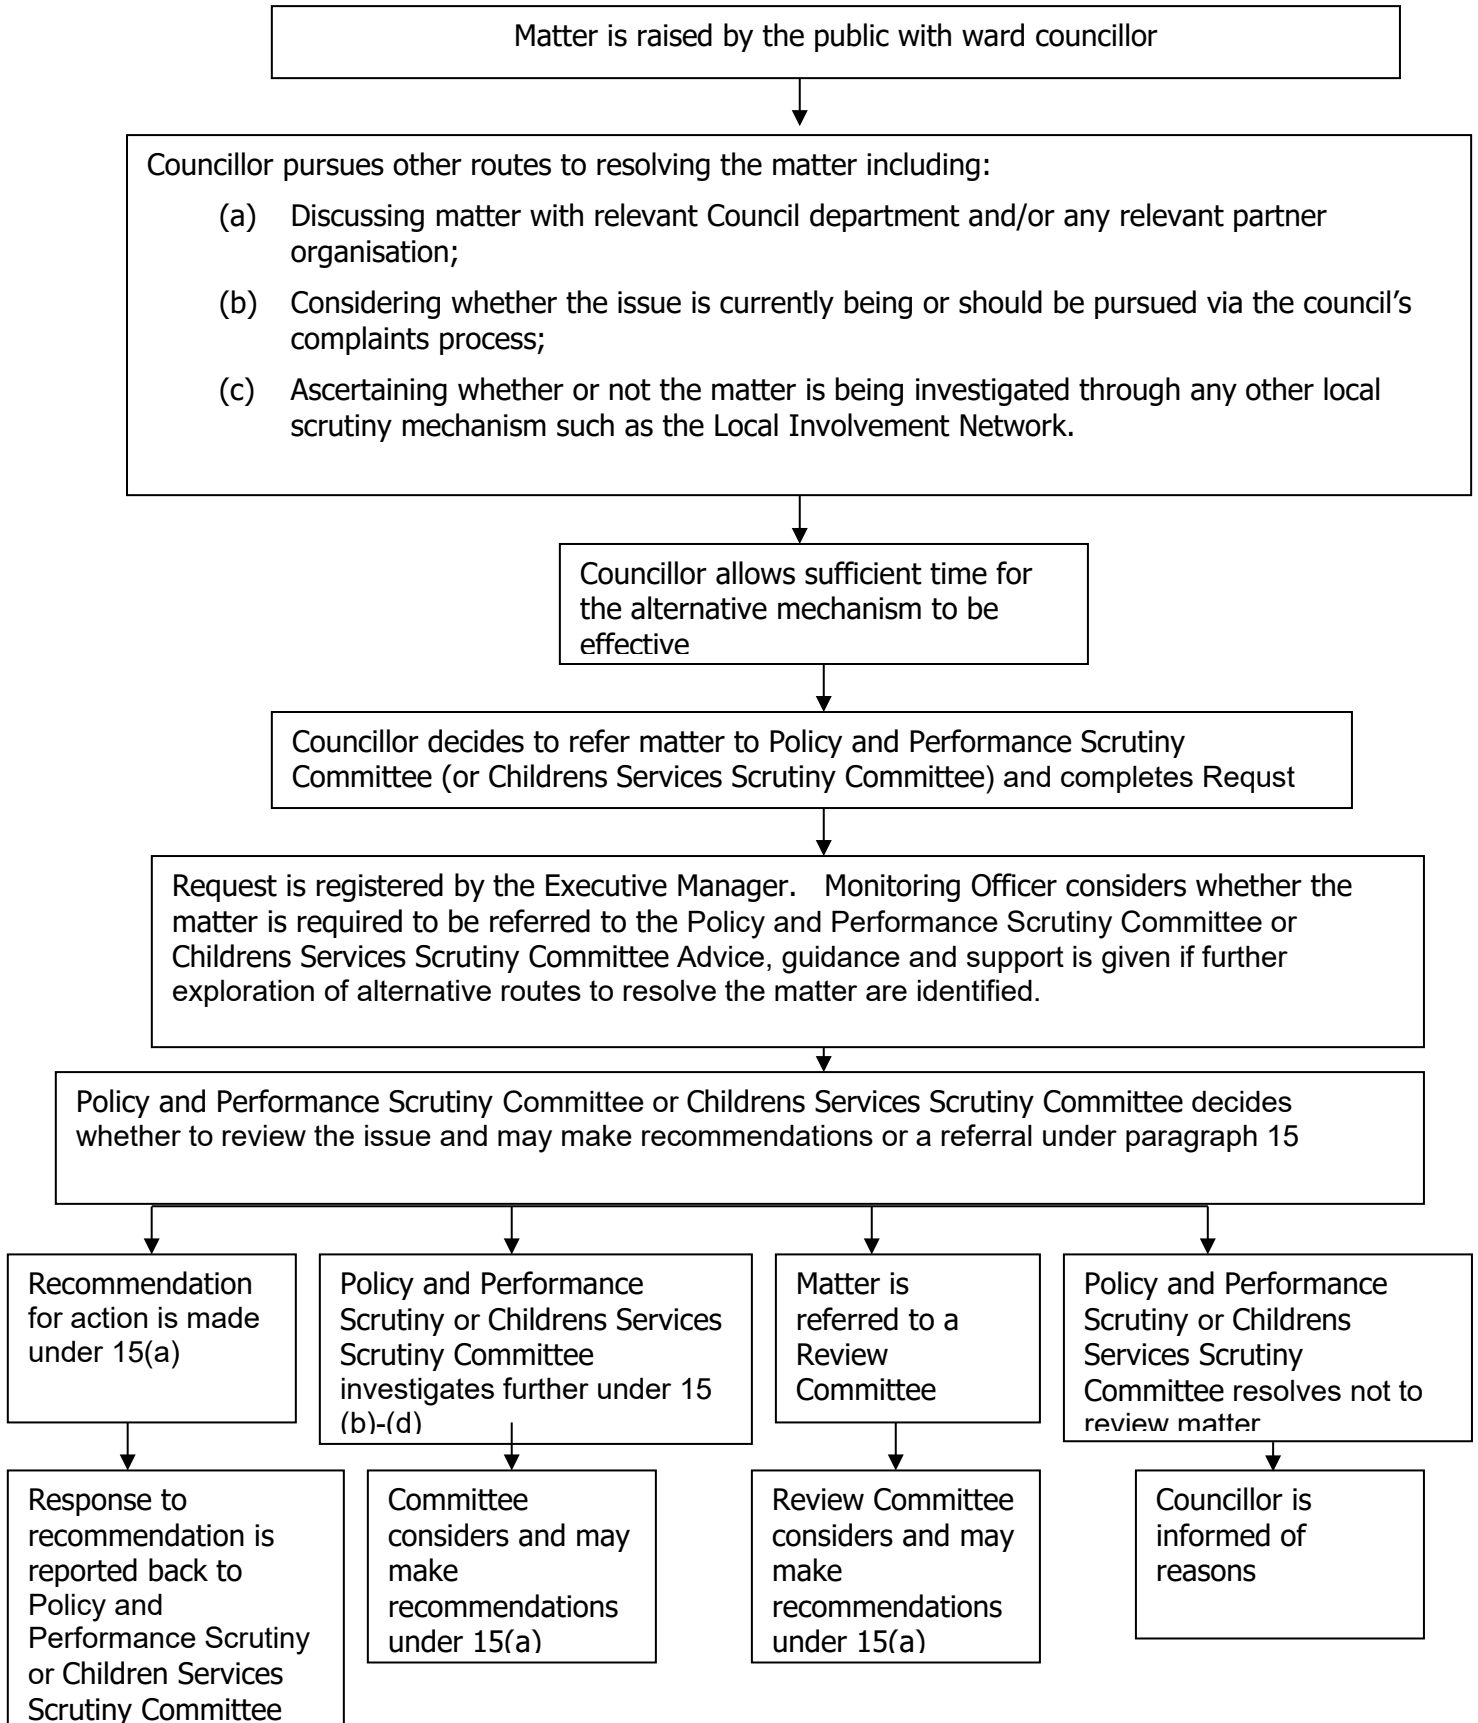 Matter is raised by the public with ward councillor
Councillor pursues other routes to resolving the matter including:
(a) Discussing matter with relevant Council department and/or any relevant partner
organisation;
(b) Considering whether the issue is currently being or should be pursued via the council’s
complaints process;
(c) Ascertaining whether or not the matter is being investigated through any other local
scrutiny mechanism such as the Local Involvement Network.
Councillor allows sufficient time for
the alternative mechanism to be
effective
Councillor decides to refer matter to Policy and Performance Scrutiny
Committee (or Childrens Services Scrutiny Committee) and completes Requst
Request is registered by the Executive Manager. Monitoring Officer considers whether the
matter is required to be referred to the Policy and Performance Scrutiny Committee or
Childrens Services Scrutiny Committee Advice, guidance and support is given if further
exploration of alternative routes to resolve the matter are identified.
Policy and Performance Scrutiny Committee or Childrens Services Scrutiny Committee decides
whether to review the issue and may make recommendations or a referral under paragraph 15
Recommendation
for action is made
under 15(a)
Policy and Performance
Scrutiny or Childrens Services
Scrutiny Committee
investigates further under 15
(b)-(d)
Matter is
referred to a
Review
Committee
Policy and Performance
Scrutiny or Childrens
Services Scrutiny
Committee resolves not to
review matter
Response to
recommendation is
reported back to
Policy and
Performance Scrutiny
or Children Services
Scrutiny Committee
Committee
considers and may
make
recommendations
under 15(a)
Review Committee
considers and may
make
recommendations
under 15(a)
Councillor is
informed of
reasons